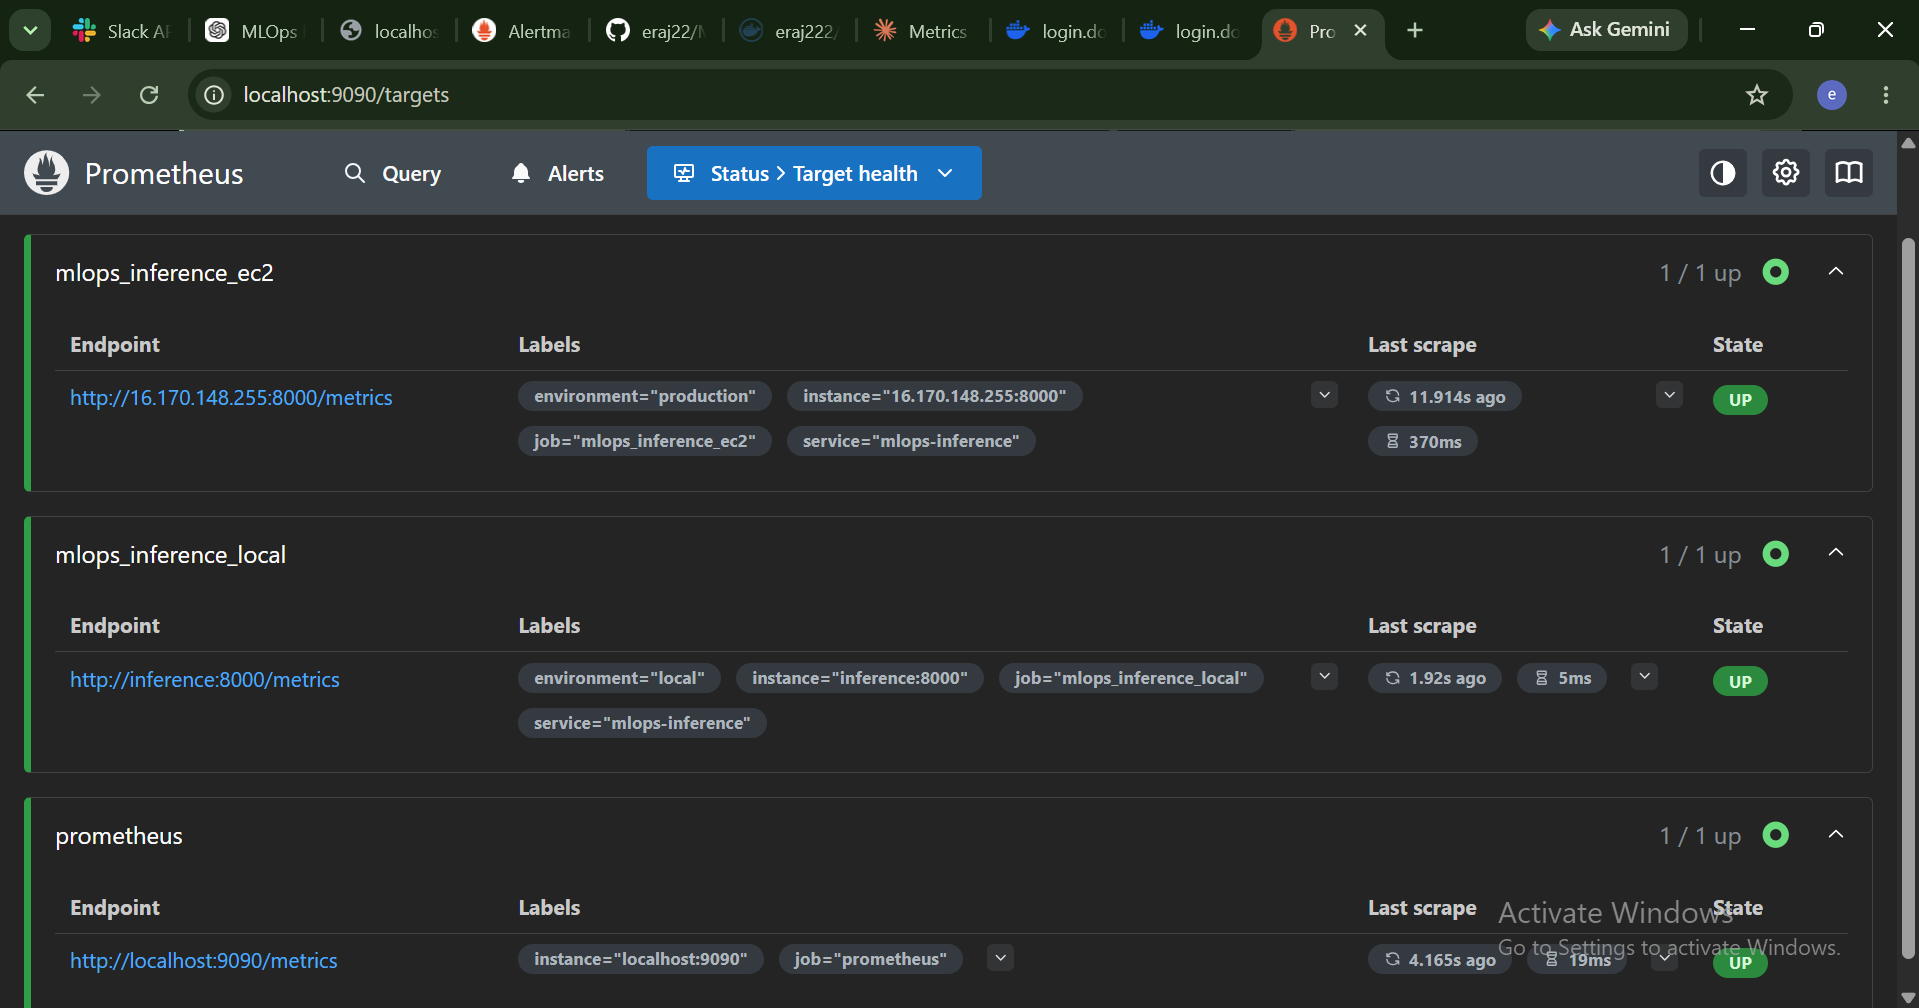 Slack AP MLOps localhos Alertma eraj22/M eraj222/ Metrics login.do login.do Pro Ask Gemini
localhost:9090/targets e
Prometheus Query Alerts Status > Target health
mlops_inference_ec2 1 / 1 up
Endpoint Labels Last scrape State
http://16.170.148.255:8000/metrics environment="production" instance="16.170.148.255:8000" 11.914s ago UP
job="mlops_inference_ec2" service="mlops-inference" 370ms
mlops_inference_local 1 / 1 up
Endpoint Labels Last scrape State
http://inference:8000/metrics environment="local" instance="inference:8000" job="mlops_inference_local" 1.92s ago 5ms UP
service="mlops-inference"
prometheus 1 / 1 up
Endpoint Labels Last scrape State
Activate Windows
Go to Settings to activate Windows.
http://localhost:9090/metrics instance="localhost:9090" job="prometheus" 4.165s ago 19ms UP